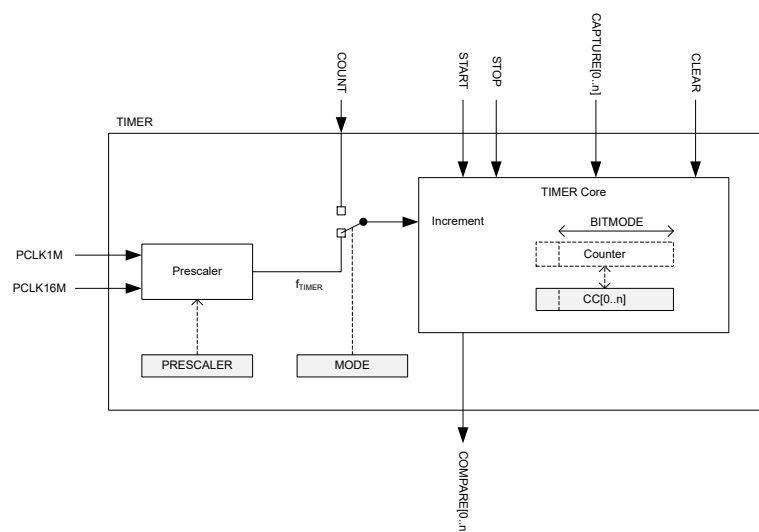 COUNT
START
STOP
CAPTURE[0..n]
CLEAR
TIMER
TIMER Core
Increment
BITMODE
Counter
CC[0..n]
PCLK1M
PCLK16M
Prescaler
fTIMER
PRESCALER
MODE
COMPARE[0..n